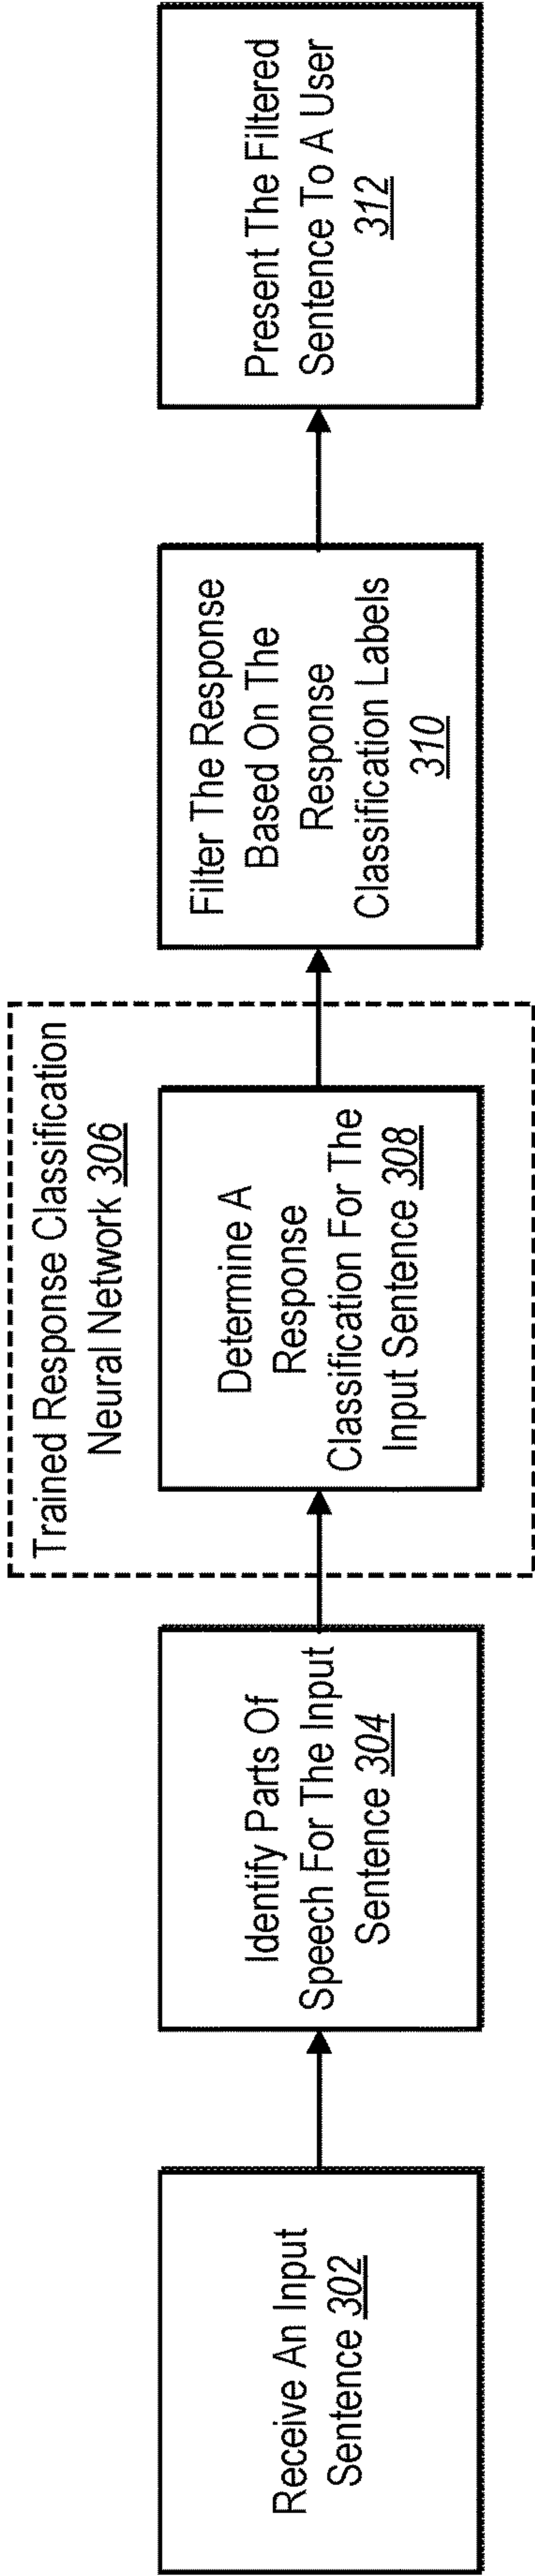 Receive An Input
Sentence 302
Identify Parts Of
Speech For The Input
Sentence 304
Trained Response Classification
Neural Network 306
Determine A
Response
Classification For The
Input Sentence 308
Filter The Response
Based On The
Response
Classification Labels
310
Present The Filtered
Sentence To A User
312